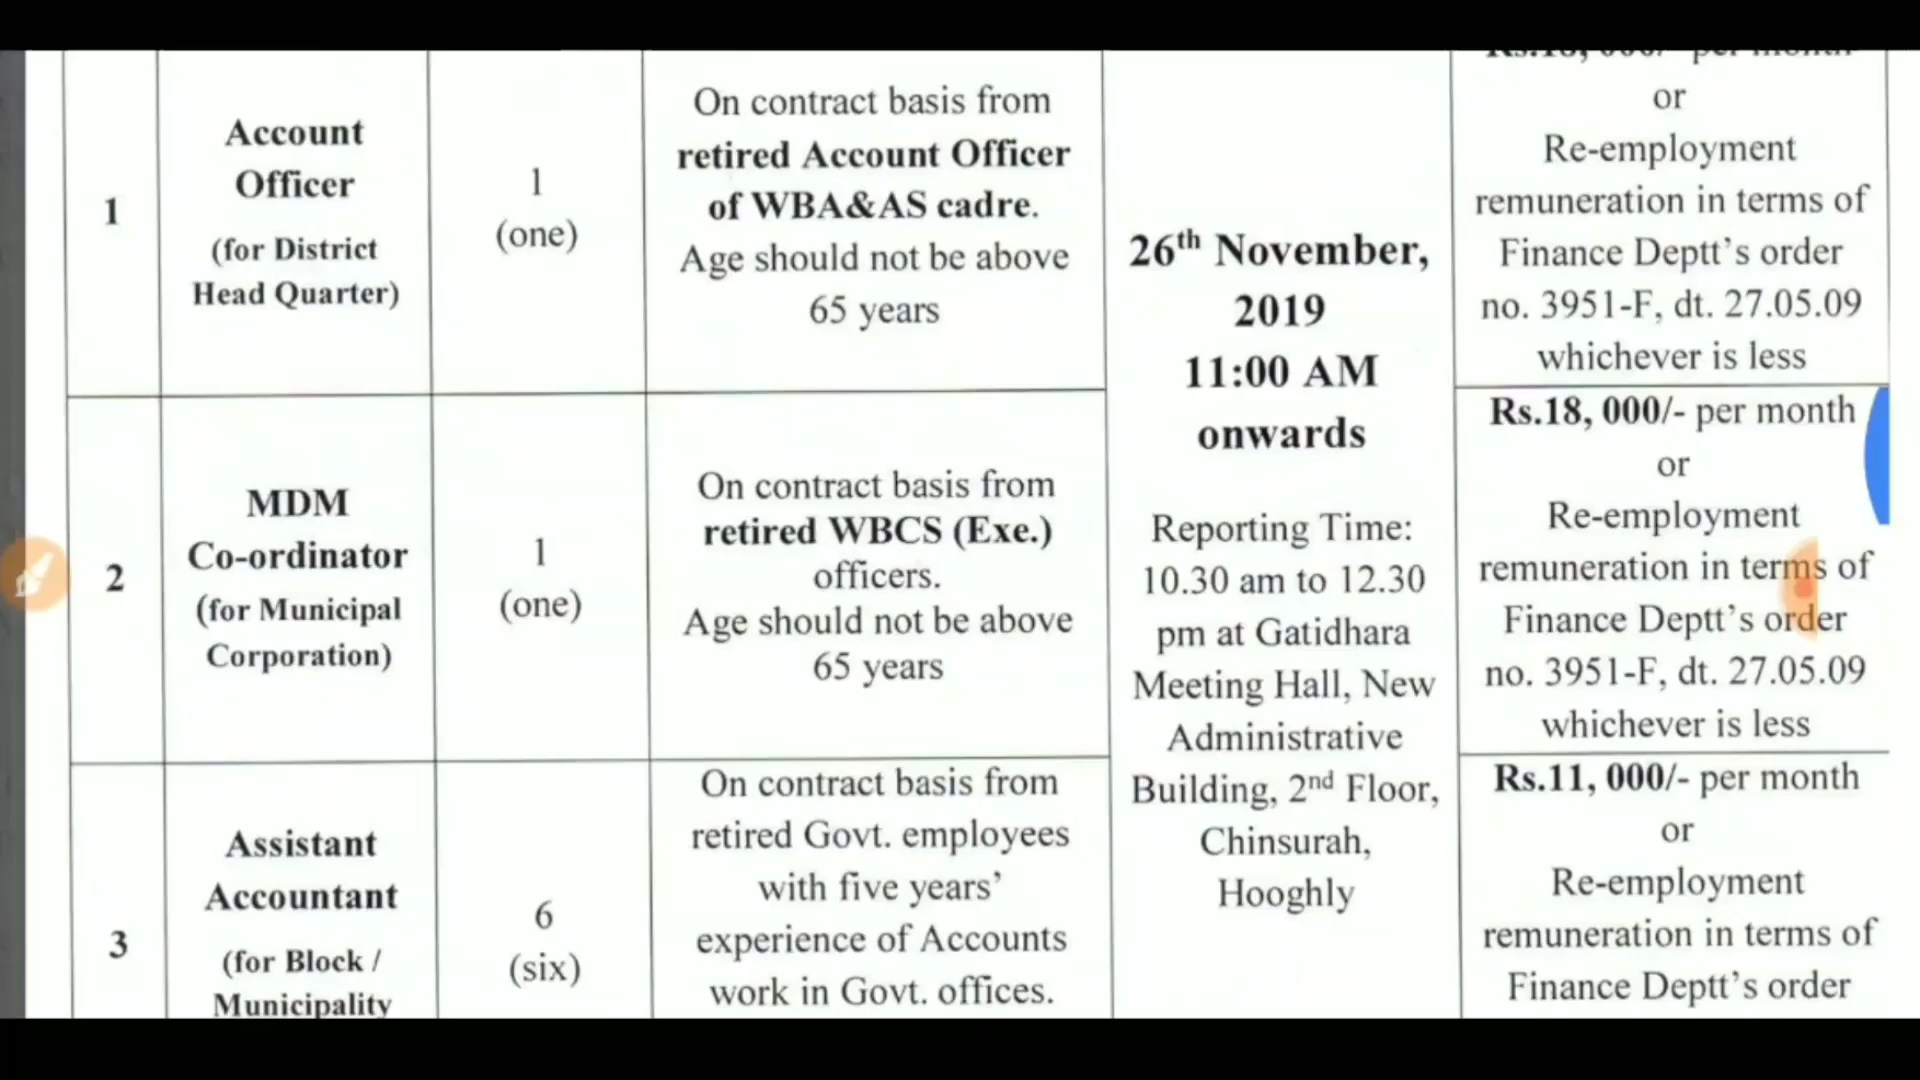 1
Account
Officer
(for District
Head Quarter)
1
(one)
On contract basis from
retired Account Officer
of WBA&AS cadre.
Age should not be above
65 years
26th November,
2019
11:00 AM
onwards
Reporting Time:
10.30 am to 12.30
pm at Gatidhara
Meeting Hall, New
Administrative
Building, 2nd Floor,
Chinsurah,
Hooghly
per month
or
Re-employment
remuneration in terms of
Finance Deptt's order
no. 3951-F, dt. 27.05.09
whichever is less
2
MDM
Co-ordinator
(for Municipal
Corporation)
1
(one)
On contract basis from
retired WBCS (Exe.)
officers.
Age should not be above
65 years
Rs.18, 000/- per month
or
Re-employment
remuneration in terms of
Finance Deptt's order
no. 3951-F, dt. 27.05.09
whichever is less
3
Assistant
Accountant
(for Block /
Municipality
6
(six)
On contract basis from
retired Govt. employees
with five years'
experience of Accounts
work in Govt. offices.
Rs.11, 000/- per month
or
Re-employment
remuneration in terms of
Finance Deptt's order